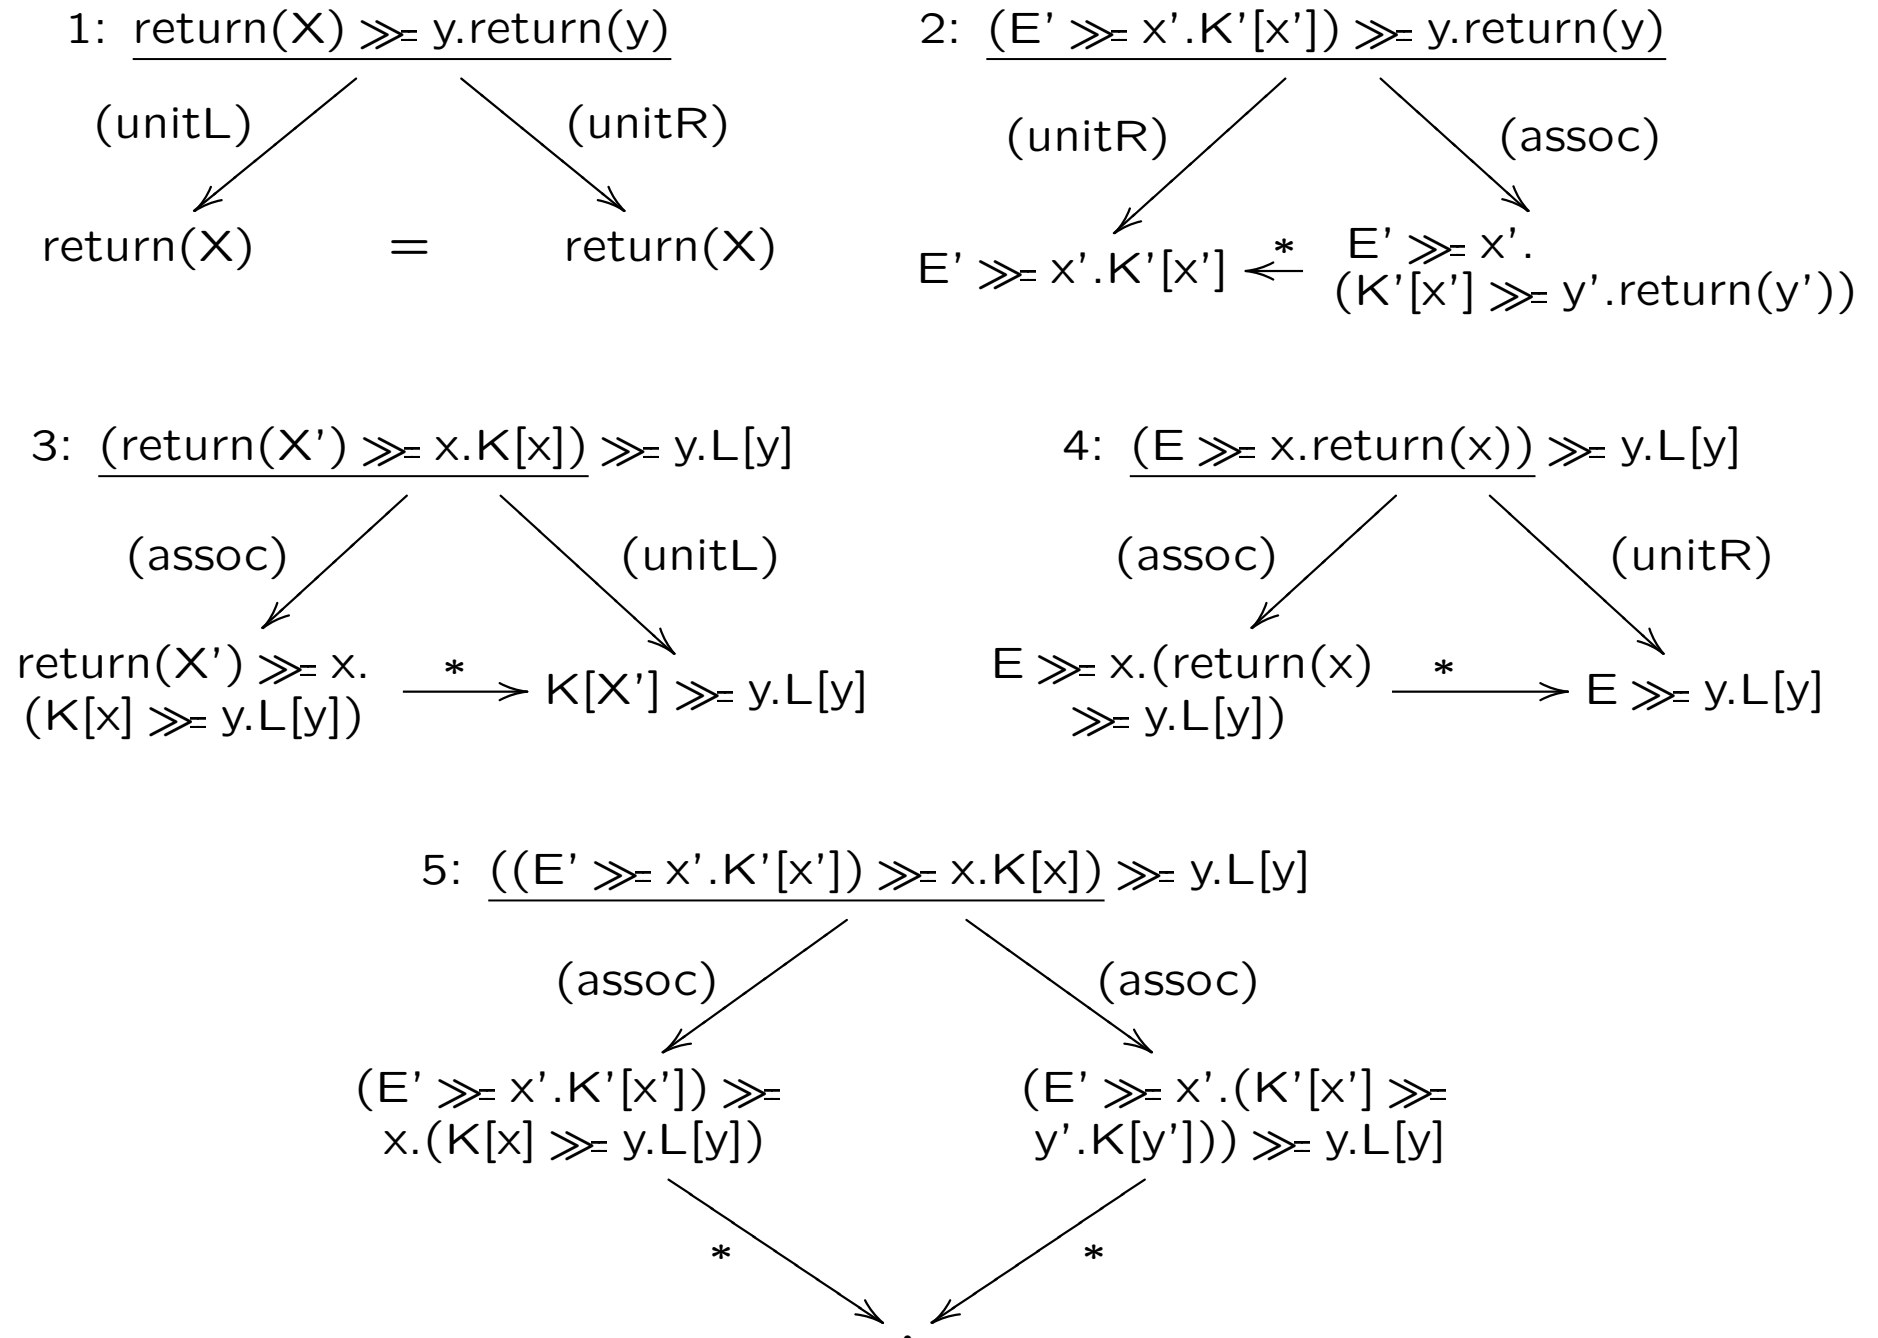 1: return(X) ≫= y.return(y)
(unitL)
(unitR)
return(X)
=
return(X)
2: (E' ≫= x'.K'[x']) ≫= y.return(y)
(unitR)
(assoc)
E' ≫= x'.K'[x']
*
E' ≫= x'.
(K'[x'] ≫= y'.return(y'))
3: (return(X') ≫= x.K[x]) ≫= y.L[y]
(assoc)
(unitL)
return(X') ≫= x.
(K[x] ≫= y.L[y])
*
K[X'] ≫= y.L[y]
4: (E ≫= x.return(x)) ≫= y.L[y]
(assoc)
(unitR)
E ≫= x.(return(x)
≫= y.L[y])
*
E ≫= y.L[y]
5: ((E' ≫= x'.K'[x']) ≫= x.K[x]) ≫= y.L[y]
(assoc)
(assoc)
(E' ≫= x'.K'[x']) ≫=
x.(K[x] ≫= y.L[y])
(E' ≫= x'.(K'[x'] ≫=
y'.K[y'])) ≫= y.L[y]
*
*
.